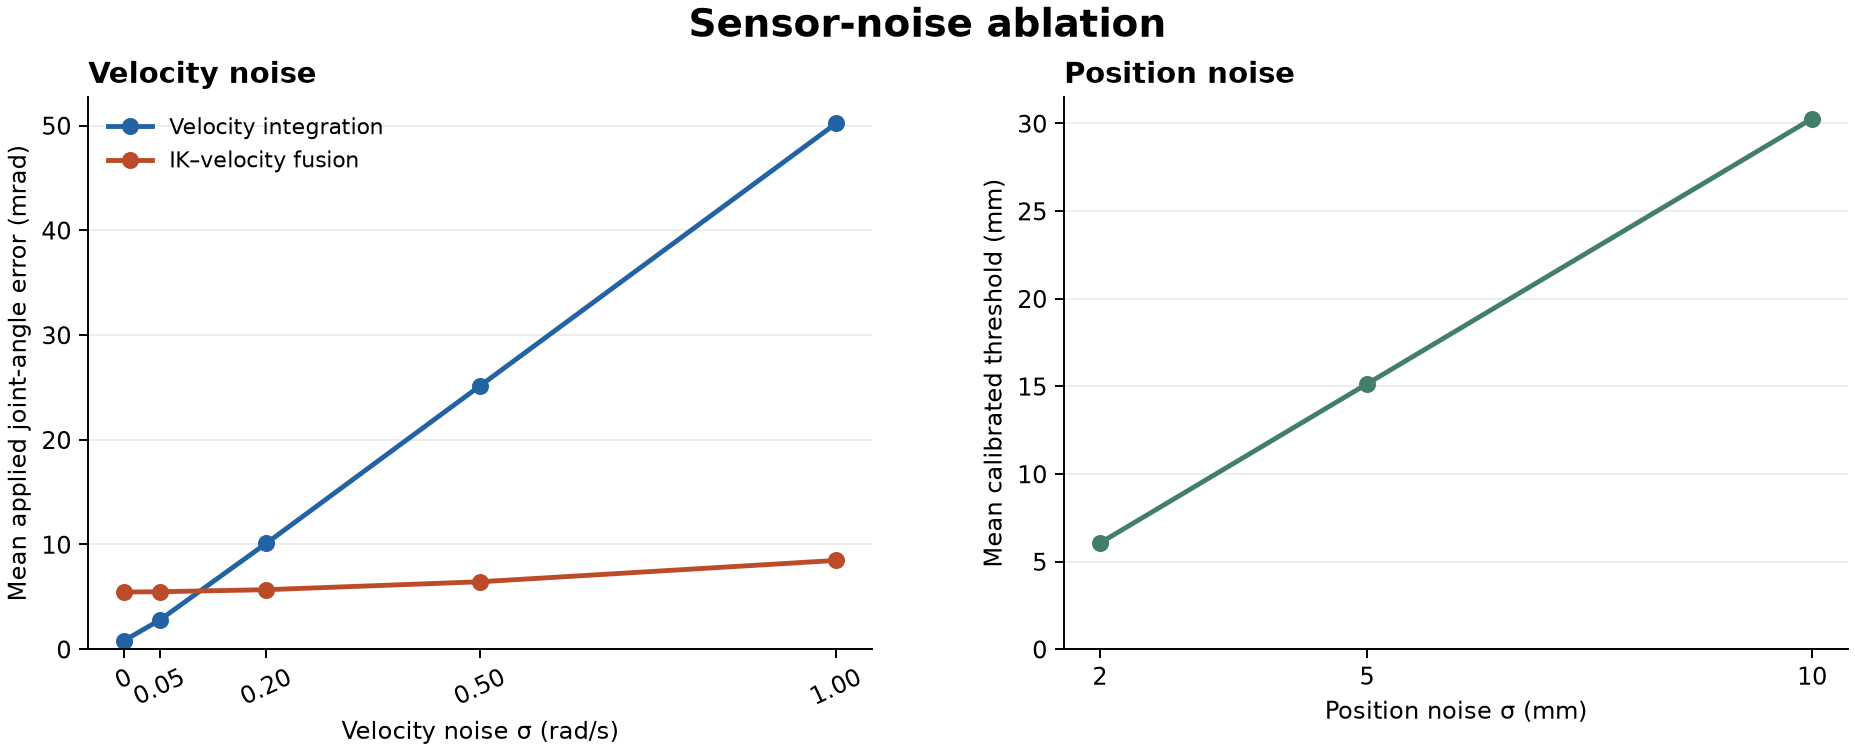 Sensor-noise ablation
Velocity noise
Mean applied joint-angle error (mrad)
50
40
30
20
10
0
Velocity integration
IK–velocity fusion
0
0.05
0.20
0.50
1.00
Velocity noise σ (rad/s)
Position noise
Mean calibrated threshold (mm)
30
25
20
15
10
5
0
2
5
10
Position noise σ (mm)